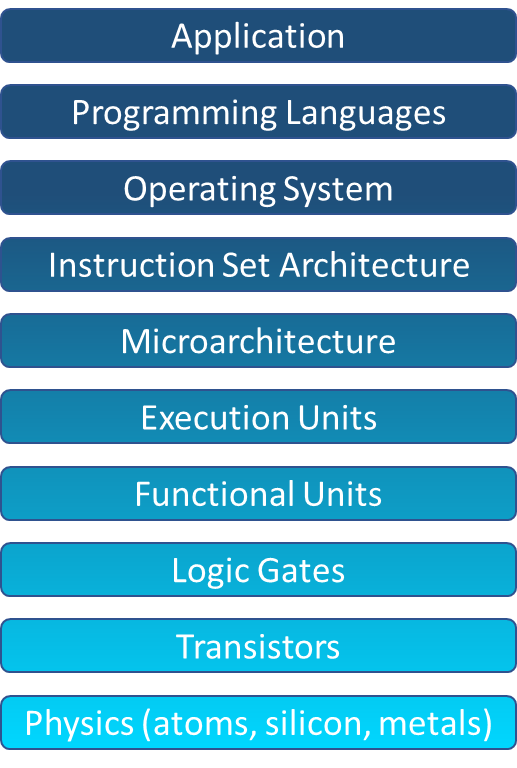 Application
Programming Languages
Operating System
Instruction Set Architecture
Microarchitecture
Execution Units
Functional Units
Logic Gates
Transistors
Physics (atoms, silicon, metals)